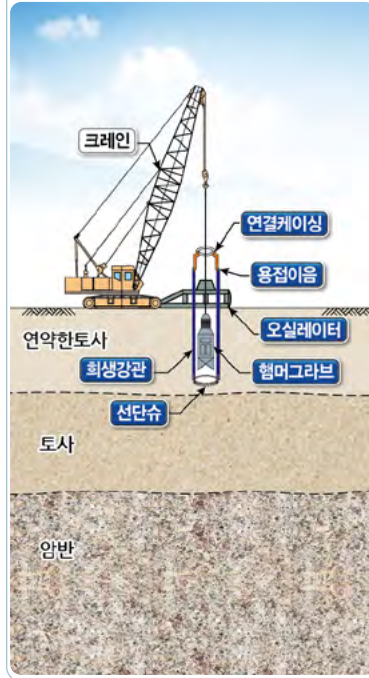 크레인
연결케이싱
용접이음
오실레이터
연약한토사
희생강관
햄머그라브
선단슈
토사
암반